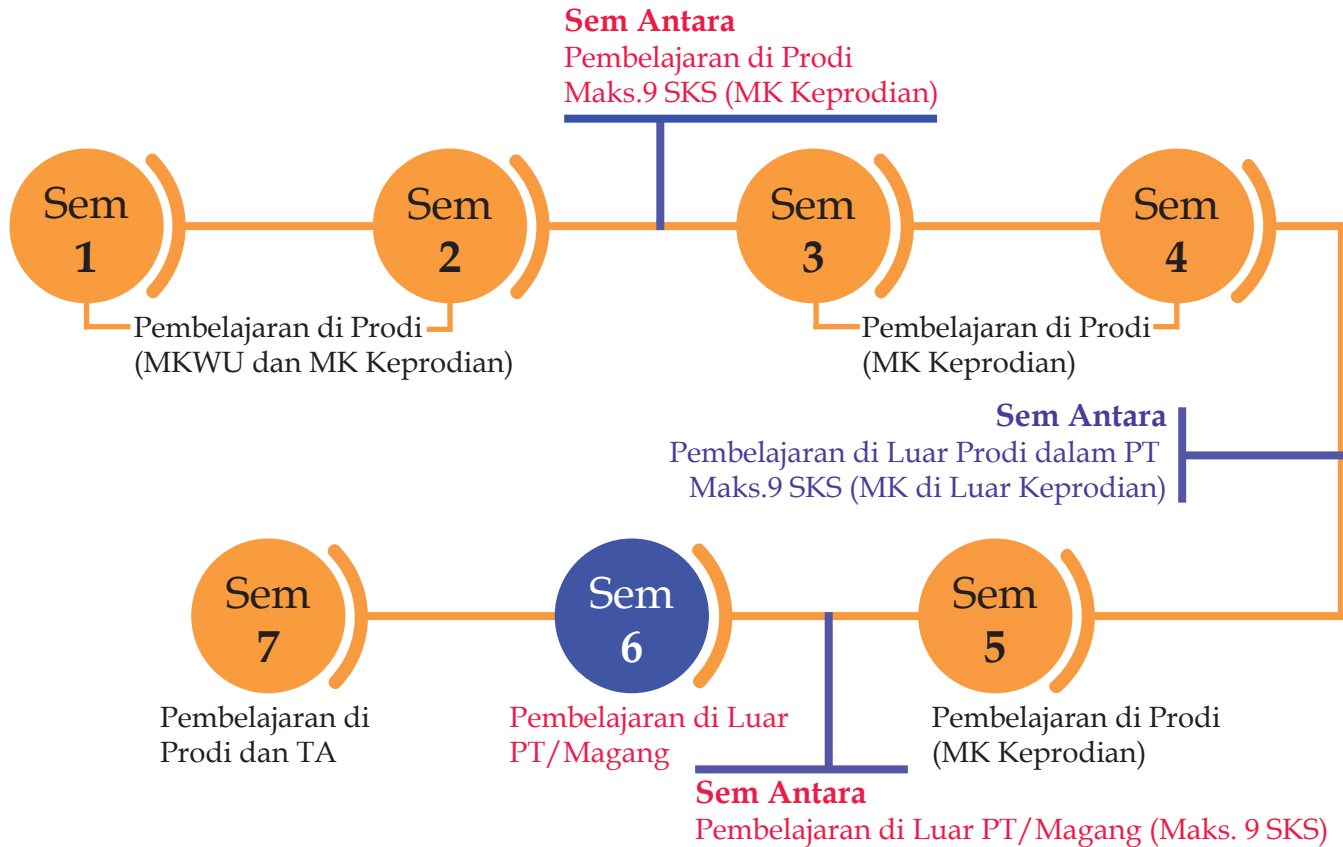 Sem Antara
Pembelajaran di Prodi
Maks.9 SKS (MK Keprodian)
Sem
1
Sem
2
Sem
3
Sem
4
Pembelajaran di Prodi
(MKWU dan MK Keprodian)
Pembelajaran di Prodi
(MK Keprodian)
Sem Antara
Pembelajaran di Luar Prodi dalam PT
Maks.9 SKS (MK di Luar Keprodian)
Sem
7
Sem
6
Sem
5
Pembelajaran di
Prodi dan TA
Pembelajaran di Luar
PT/Magang
Pembelajaran di Prodi
(MK Keprodian)
Sem Antara
Pembelajaran di Luar PT/Magang (Maks. 9 SKS)